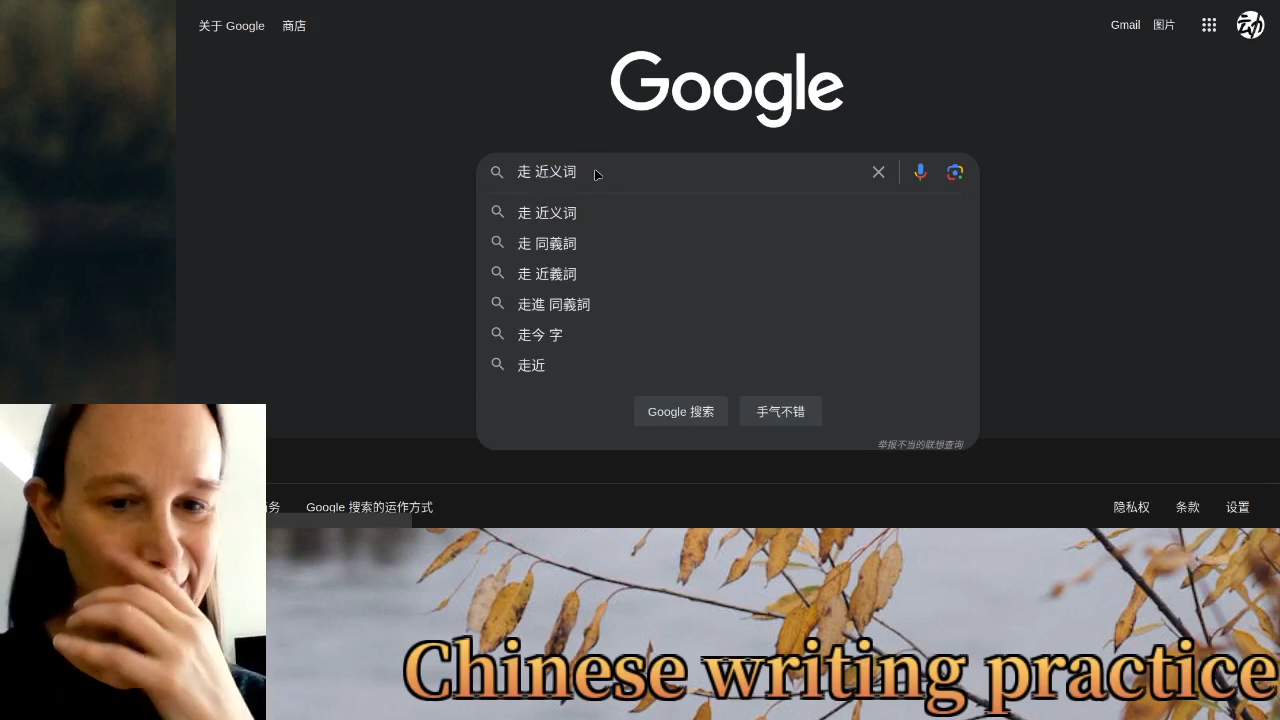 关于 Google 商店
Gmail 图片
Google
走 近义词
走 近义词
走 同義詞
走 近義詞
走進 同義詞
走今 字
走近
Google 搜索 手气不错
举报不当的联想查询
务 Google 搜索的运作方式
隐私权 条款 设置
Chinese writing practice